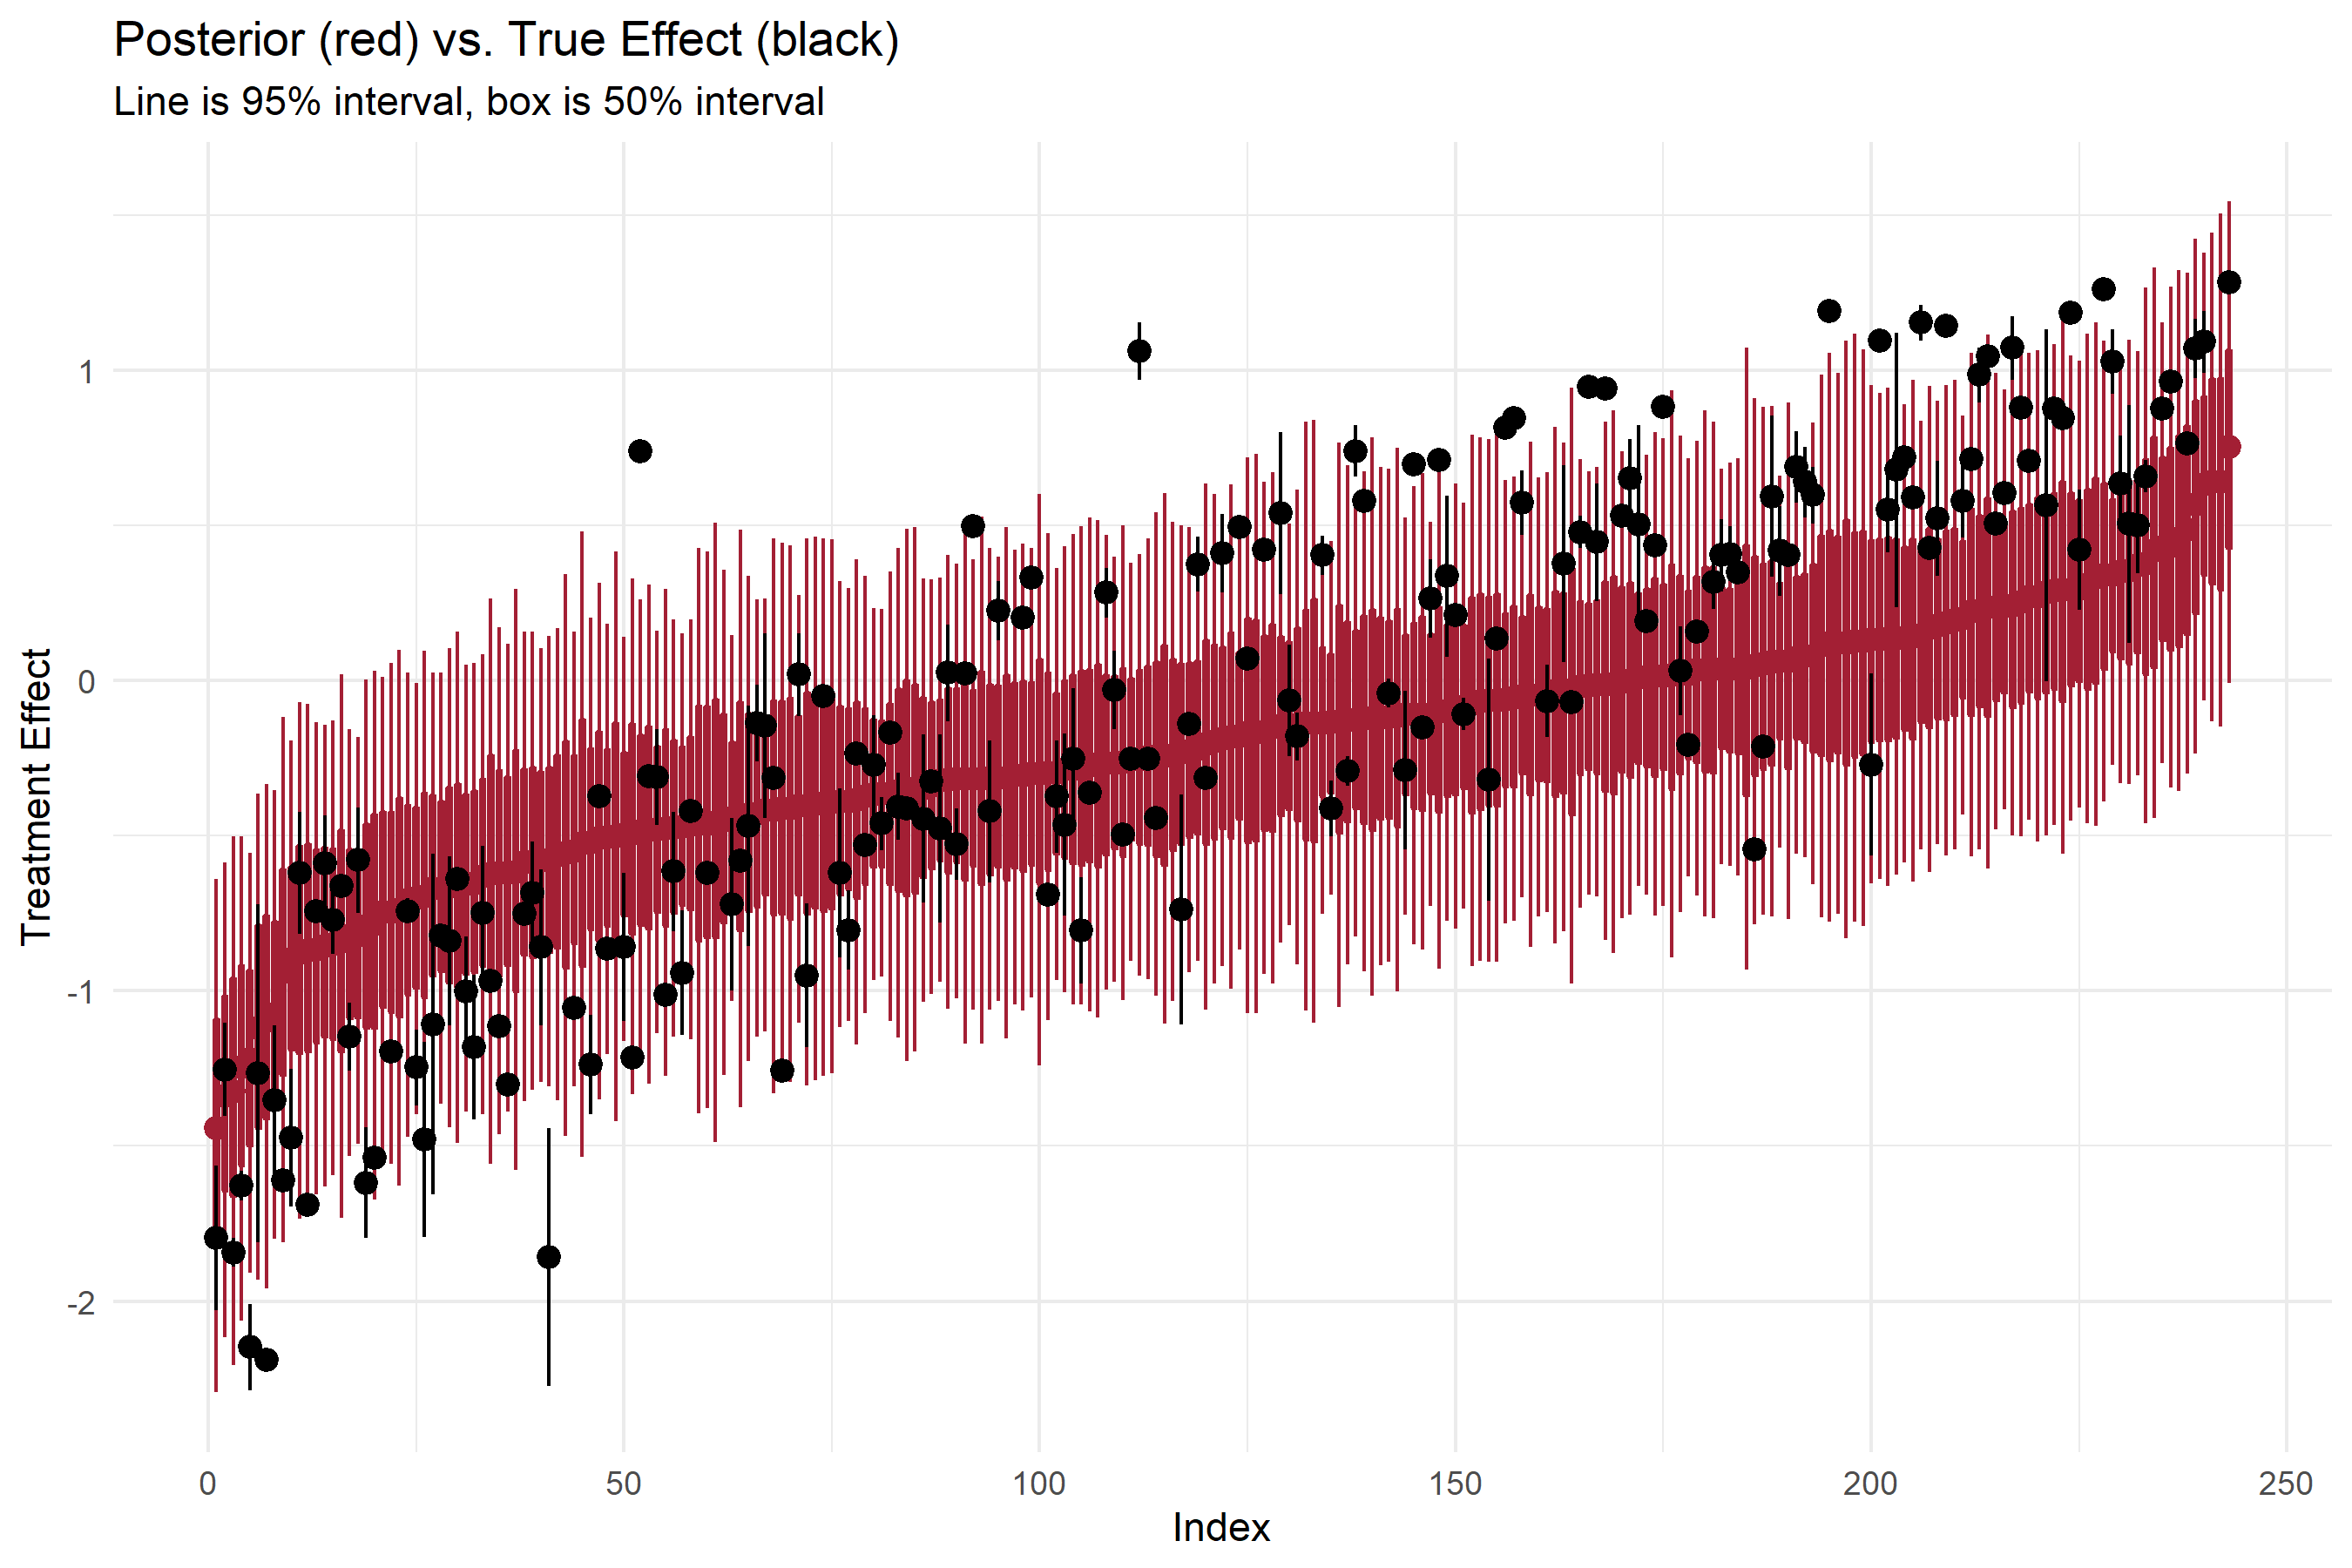 Posterior (red) vs. True Effect (black)
Line is 95% interval, box is 50% interval
Treatment Effect
1
0
-1
-2
0
50
100
150
200
250
Index